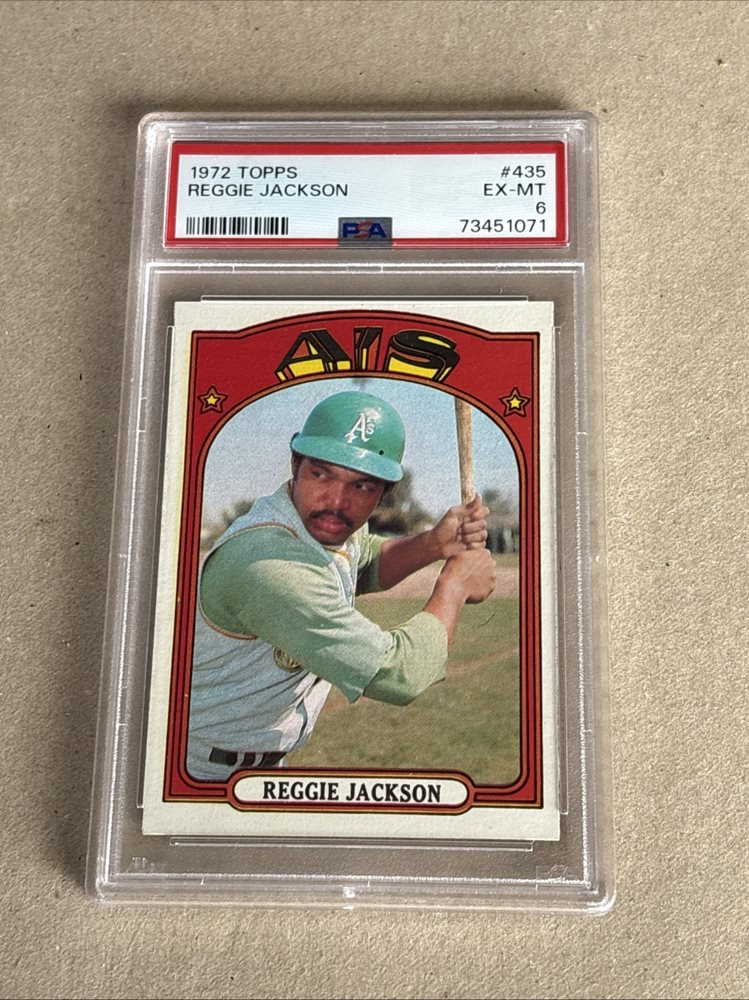 1972 TOPPS #435
REGGIE JACKSON EX-MT
6
PSA 73451071
A'S
A's
REGGIE JACKSON